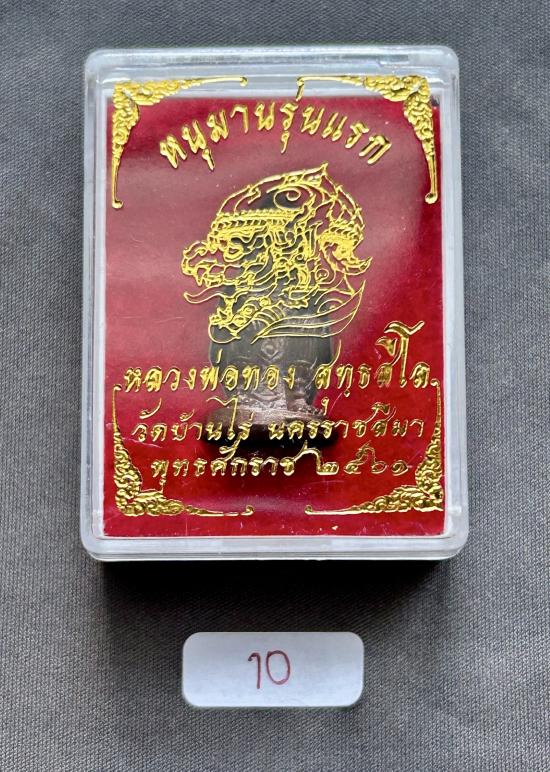 หนุมานรุ่นแรก
หลวงพ่อทอง สุทธสีโล
วัดบ้านไร่ นครราชสีมา
พุทธศักราช ๒๕๖๑
10